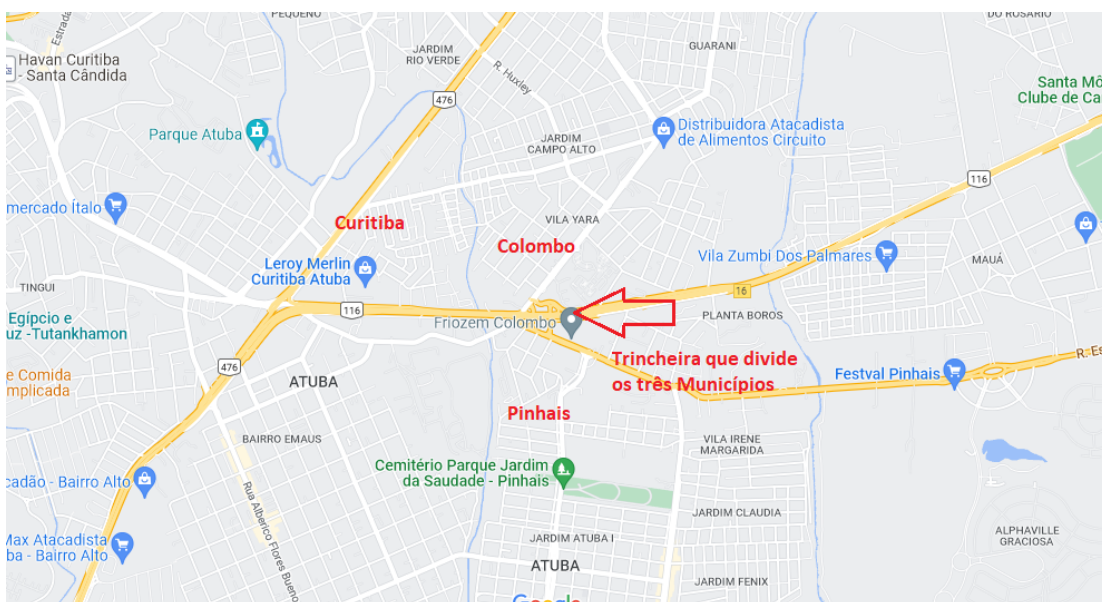 PEQUENO
DO ROSÁRIO
Estrada
Havan Curitiba
- Santa Cândida
JARDIM
RIO VERDE
GUARANI
R. Huxley
Santa Mô
Clube de Ca
476
Parque Atuba
Distribuidora Atacadista
de Alimentos Circuito
JARDIM
CAMPO ALTO
116
mercado Ítalo
Curitiba
VILA YARA
Colombo
Leroy Merlin
Curitiba Atuba
Vila Zumbi Dos Palmares
MAUÁ
TINGUI
16
116
PLANTA BOROS
Egípcio e
uz -Tutankhamon
Friozem Colombo
Trincheira que divide
os três Municípios
R. Es
476
e Comida
mplicada
ATUBA
Festval Pinhais
Pinhais
BAIRRO EMAUS
VILA IRENE
MARGARIDA
Cemitério Parque Jardim
da Saudade - Pinhais
cadão - Bairro Alto
Rua Alberico Flores Bueno
JARDIM CLAUDIA
Max Atacadista
ba - Bairro Alto
JARDIM ATUBA I
ALPHAVILLE
GRACIOSA
ATUBA
JARDIM FENIX
Google